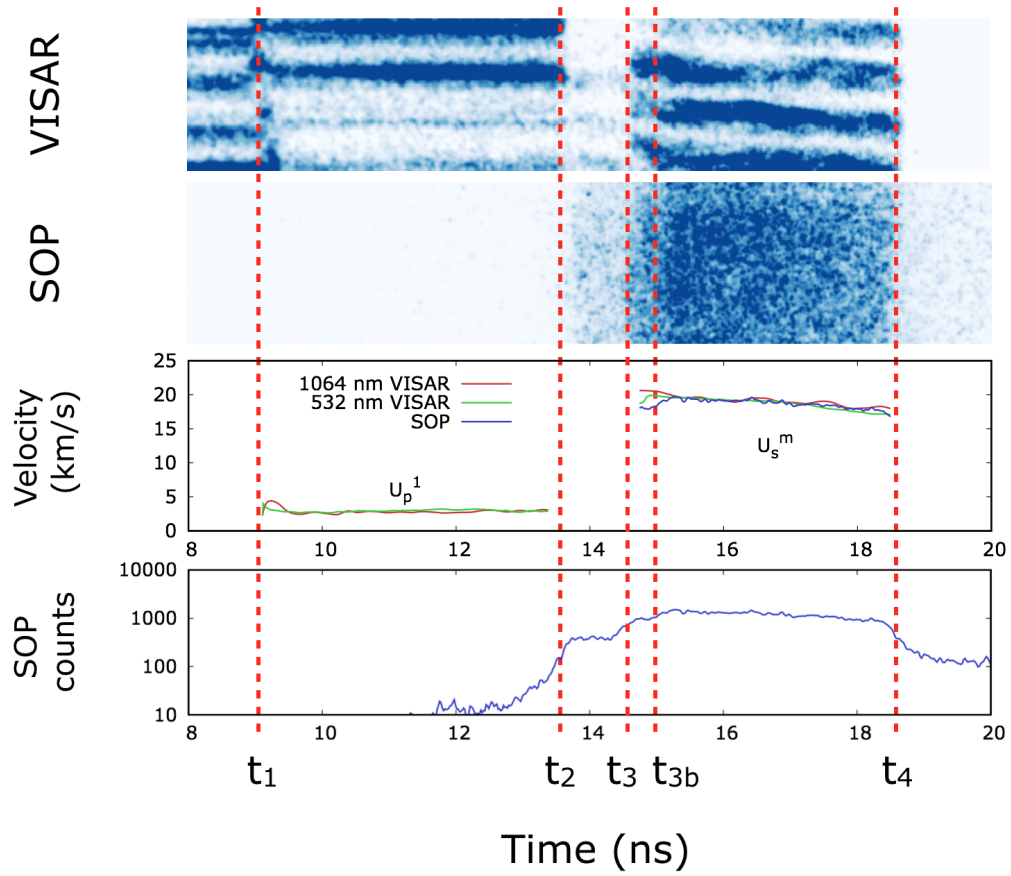 VISAR
SOP
Velocity
(km/s)
25
20
15
10
5
0
1064 nm VISAR
532 nm VISAR
SOP
Up1
Usm
8 10 12 14 16 18 20
SOP
counts
10000
1000
100
10
8 10 12 14 16 18 20
t1 t2 t3 t3b t4
Time (ns)